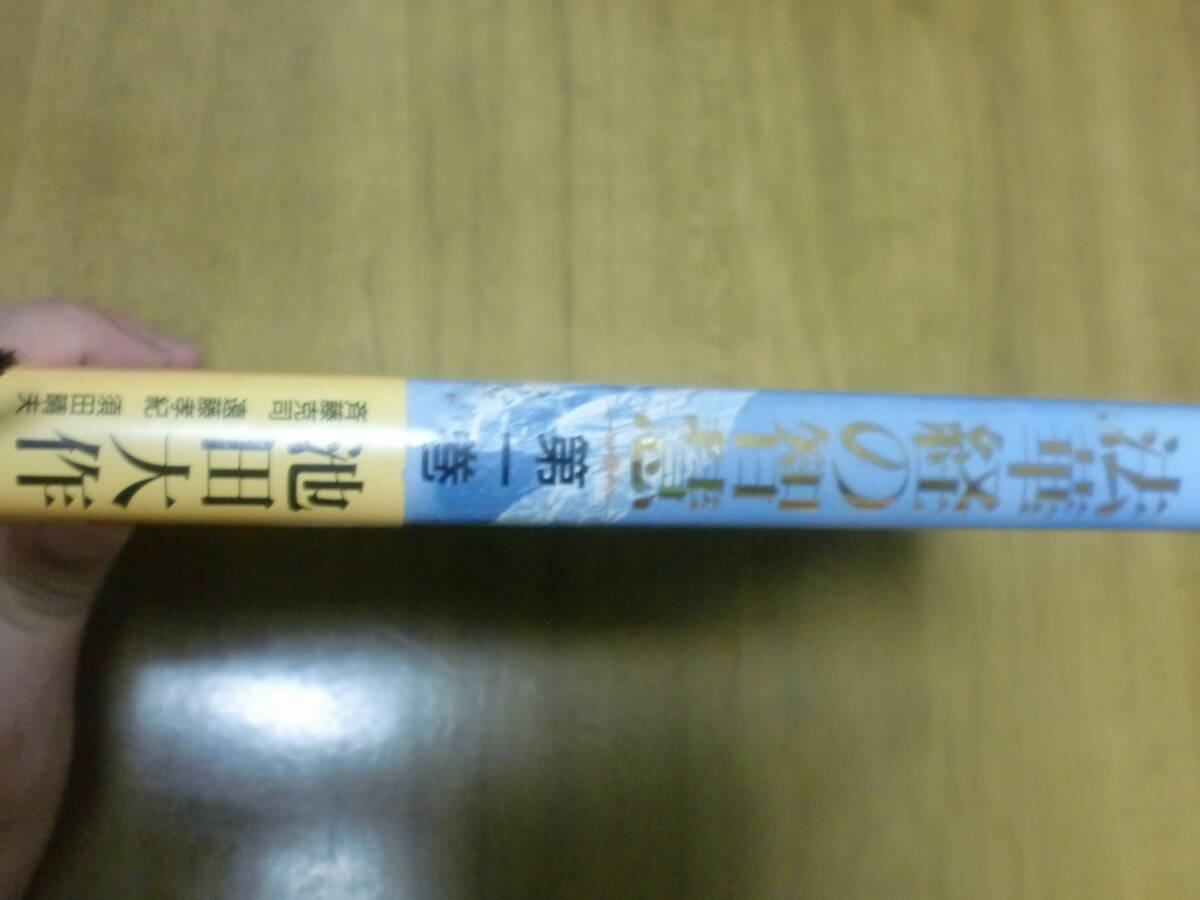 法華経の智慧
第一巻
池田大作
斉藤克司 遠藤孝紀 須田晴夫